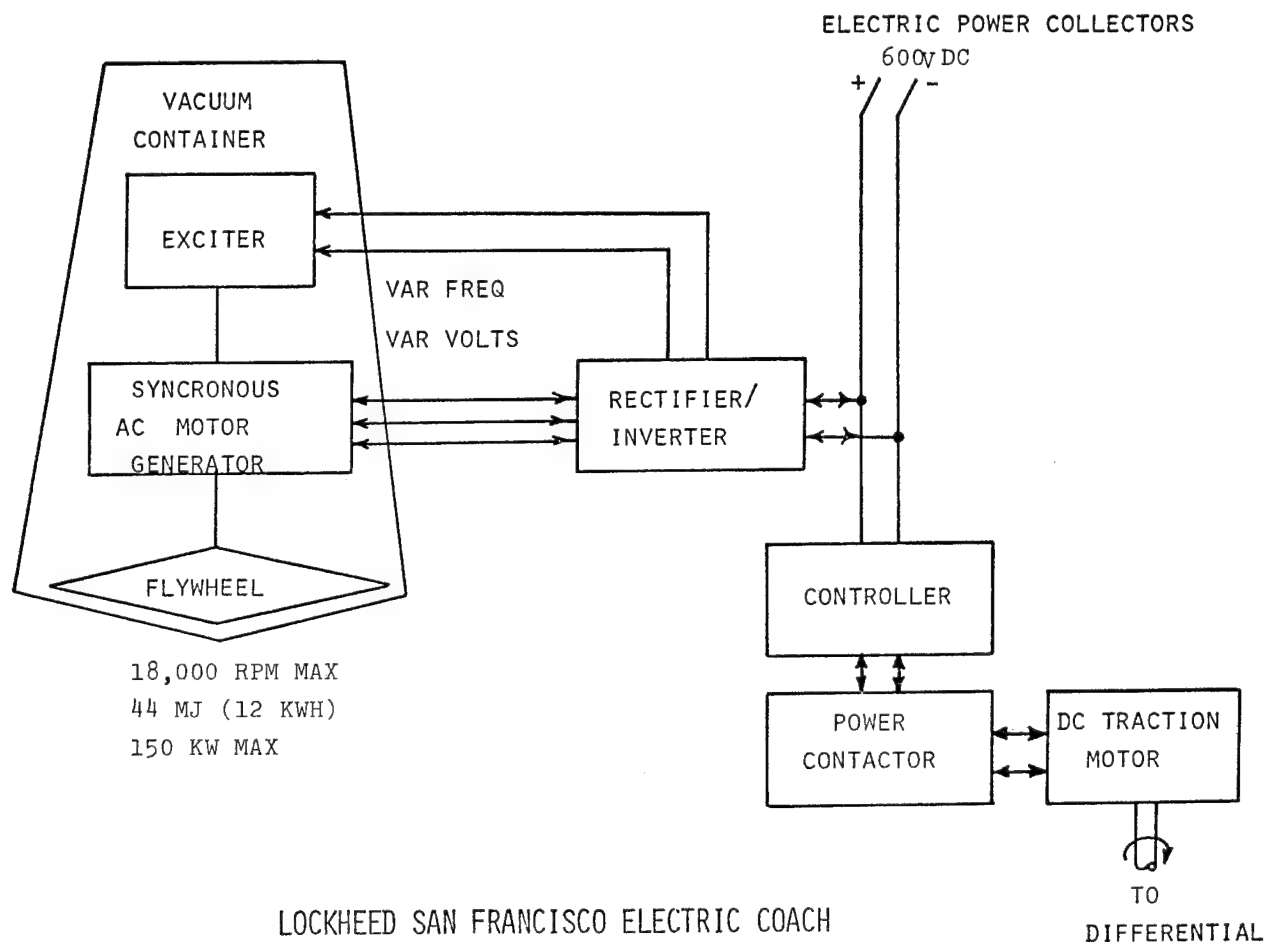 ELECTRIC POWER COLLECTORS
600V DC
+ -
VACUUM
CONTAINER
EXCITER
VAR FREQ
VAR VOLTS
SYNCRONOUS
AC MOTOR
GENERATOR
RECTIFIER/
INVERTER
FLYWHEEL
18,000 RPM MAX
44 MJ (12 KWH)
150 KW MAX
CONTROLLER
POWER
CONTACTOR
DC TRACTION
MOTOR
TO
DIFFERENTIAL
LOCKHEED SAN FRANCISCO ELECTRIC COACH